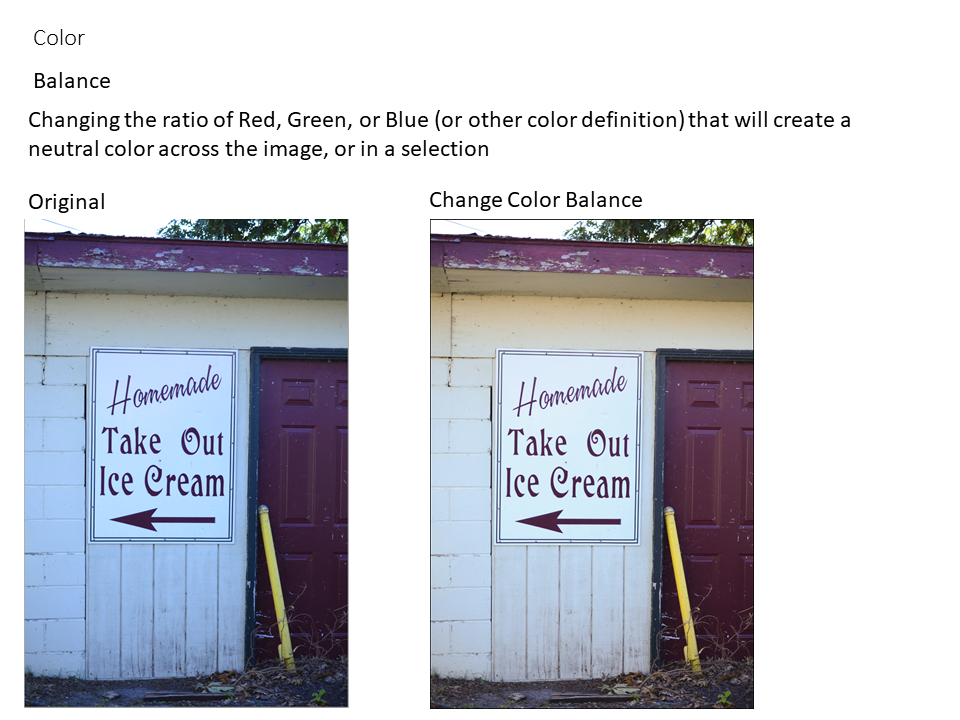 Color
Balance
Changing the ratio of Red, Green, or Blue (or other color definition) that will create a
neutral color across the image, or in a selection
Original
Change Color Balance
Homemade
Take Out
Ice Cream
Homemade
Take Out
Ice Cream